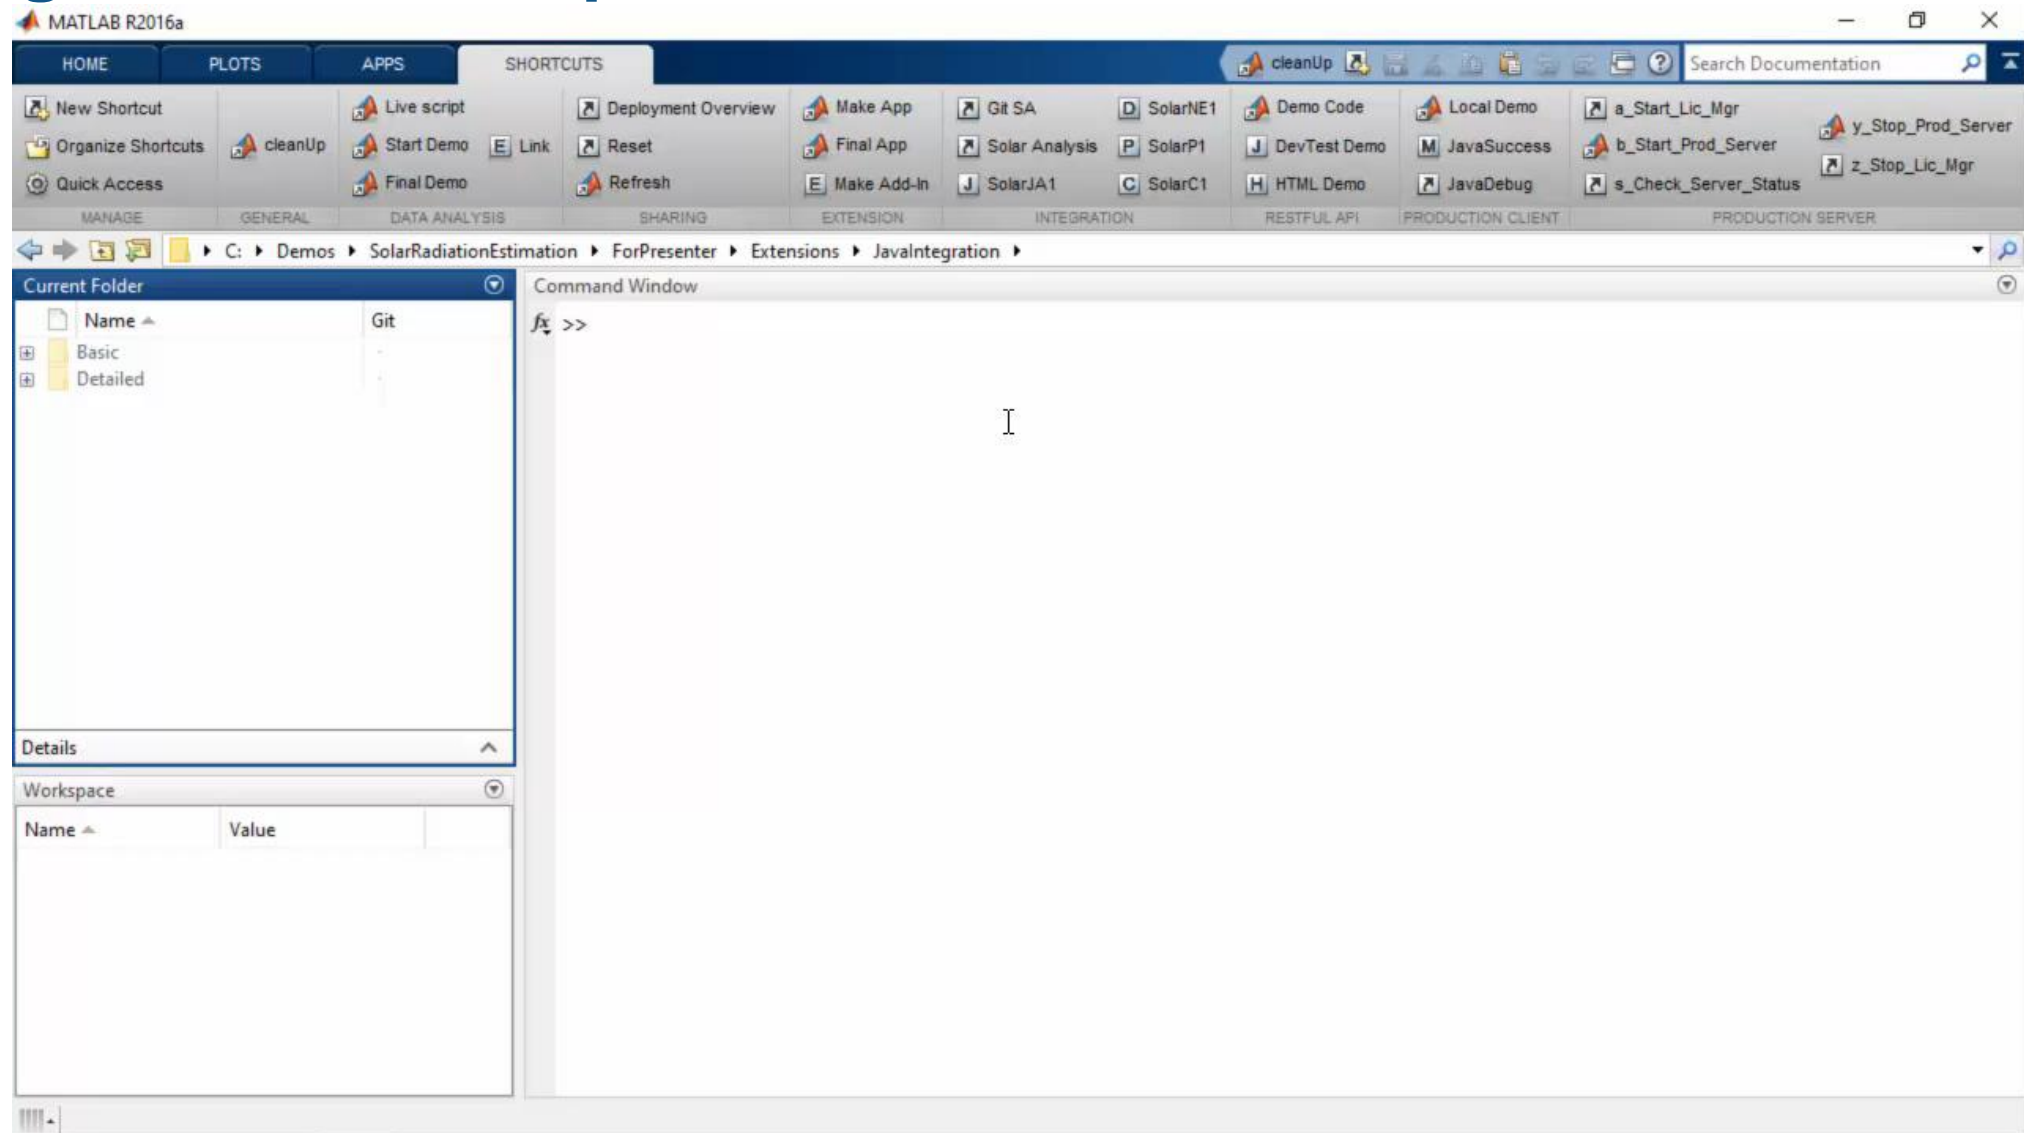 MATLAB R2016a
HOME PLOTS APPS SHORTCUTS cleanUp Search Documentation
New Shortcut Live script Deployment Overview Make App Git SA SolarNE1 Demo Code Local Demo a_Start_Lic_Mgr
y_Stop_Prod_Server
Organize Shortcuts cleanUp Start Demo Link Reset Final App Solar Analysis SolarP1 DevTest Demo JavaSuccess b_Start_Prod_Server
z_Stop_Lic_Mgr
Quick Access Final Demo Refresh Make Add-In SolarJA1 SolarC1 HTML Demo JavaDebug s_Check_Server_Status
MANAGE GENERAL DATA ANALYSIS SHARING EXTENSION INTEGRATION RESTFUL API PRODUCTION CLIENT PRODUCTION SERVER
C: Demos SolarRadiationEstimation ForPresenter Extensions JavaIntegration
Current Folder Command Window
Name Git fx >>
Basic
Detailed
Details
Workspace
Name Value